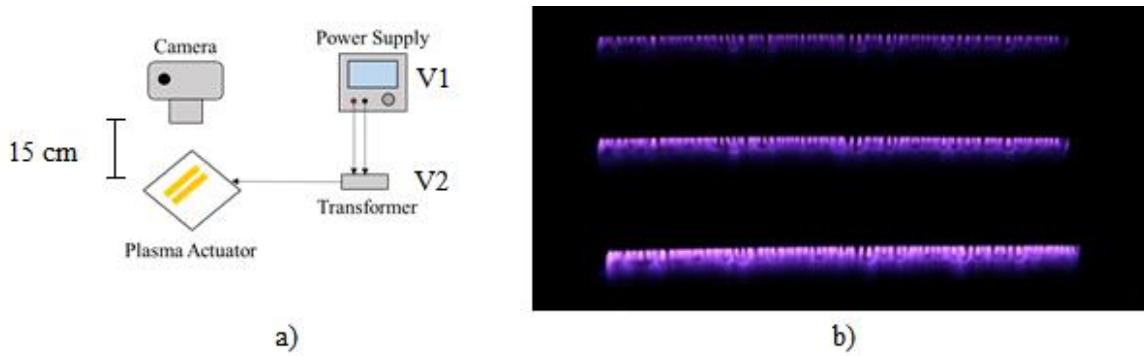 Camera
Power Supply
V1
15 cm
V2
Transformer
Plasma Actuator
a)
b)